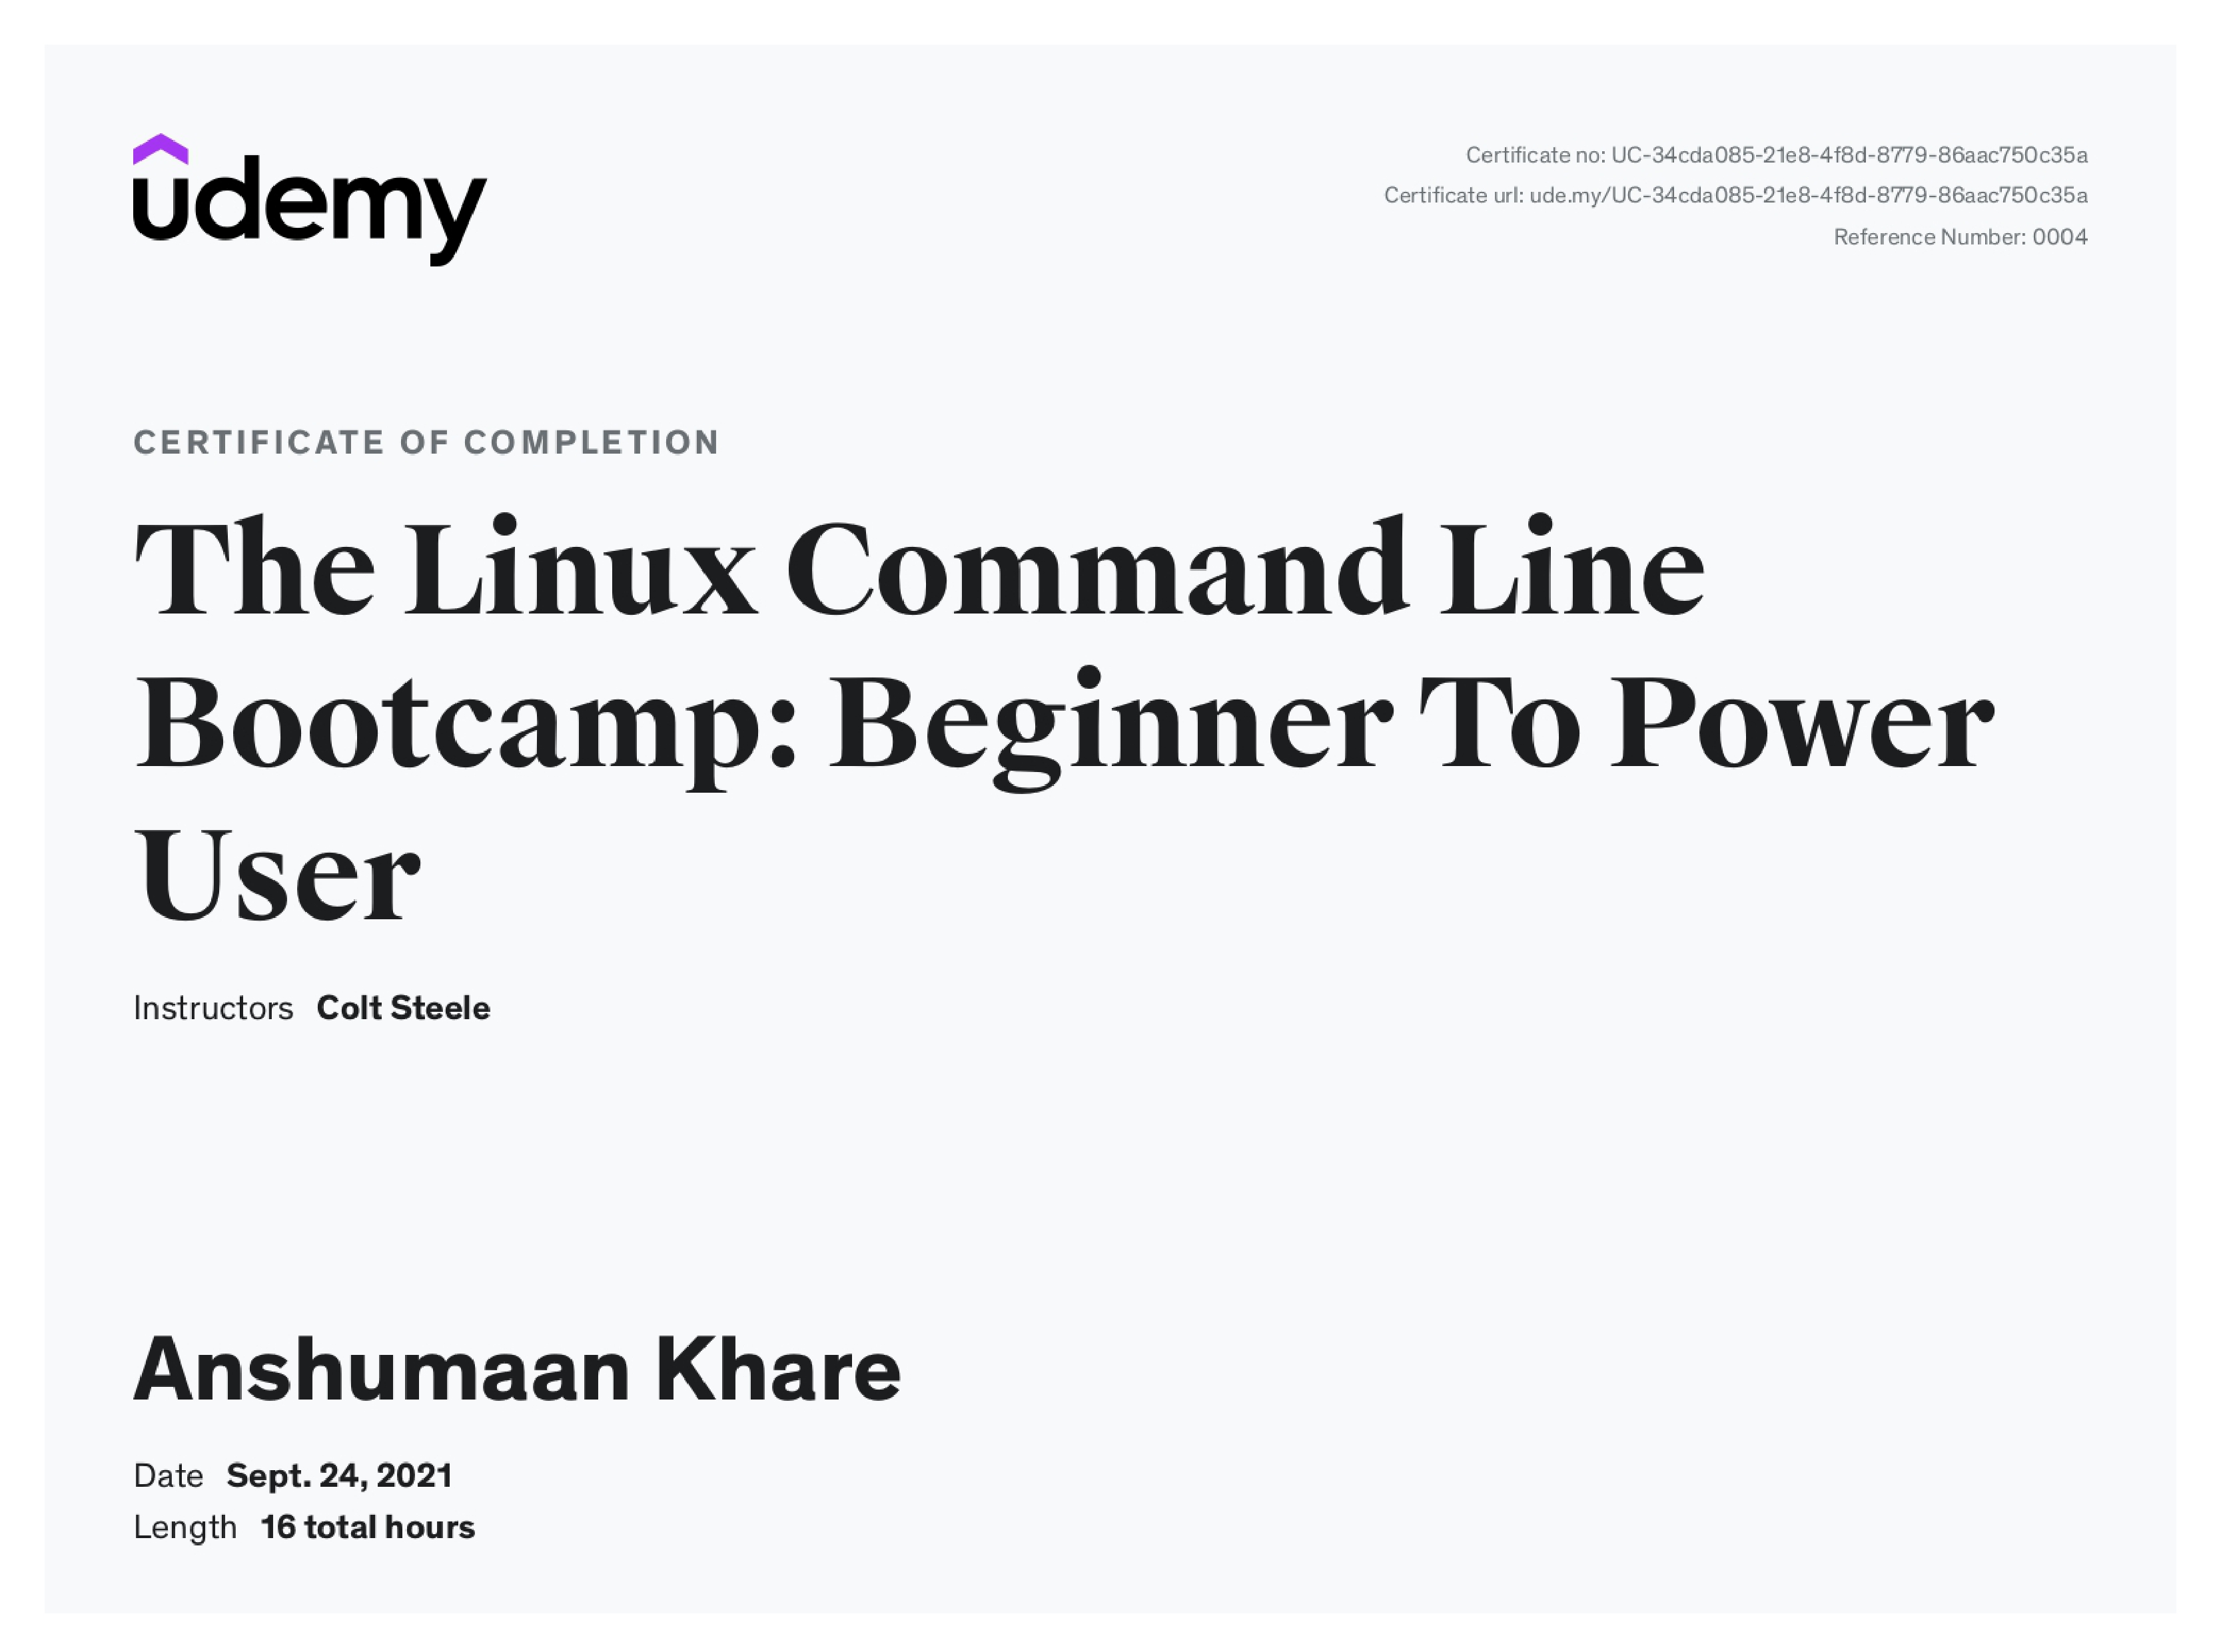 udemy
Certificate no: UC-34cda085-21e8-4f8d-8779-86aac750c35a
Certificate url: ude.my/UC-34cda085-21e8-4f8d-8779-86aac750c35a
Reference Number: 0004
CERTIFICATE OF COMPLETION
The Linux Command Line
Bootcamp: Beginner To Power
User
Instructors Colt Steele
Anshumaan Khare
Date Sept. 24, 2021
Length 16 total hours